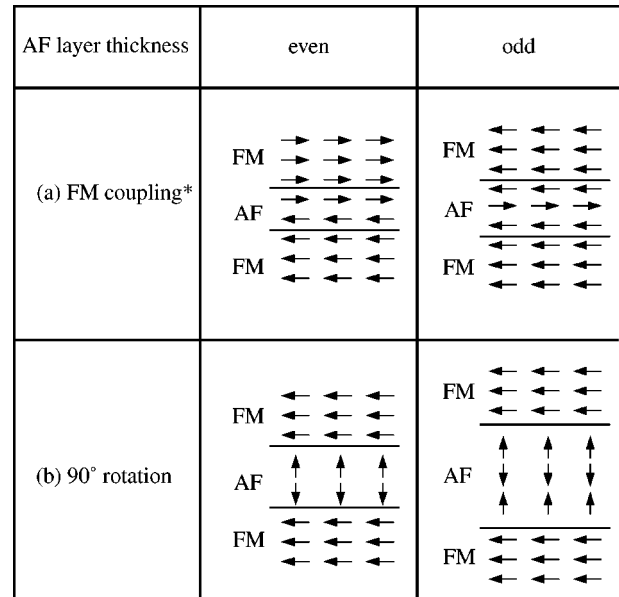 AF layer thickness
even
odd
(a) FM coupling*
FM
AF
FM
FM
AF
FM
(b) 90° rotation
FM
AF
FM
FM
AF
FM